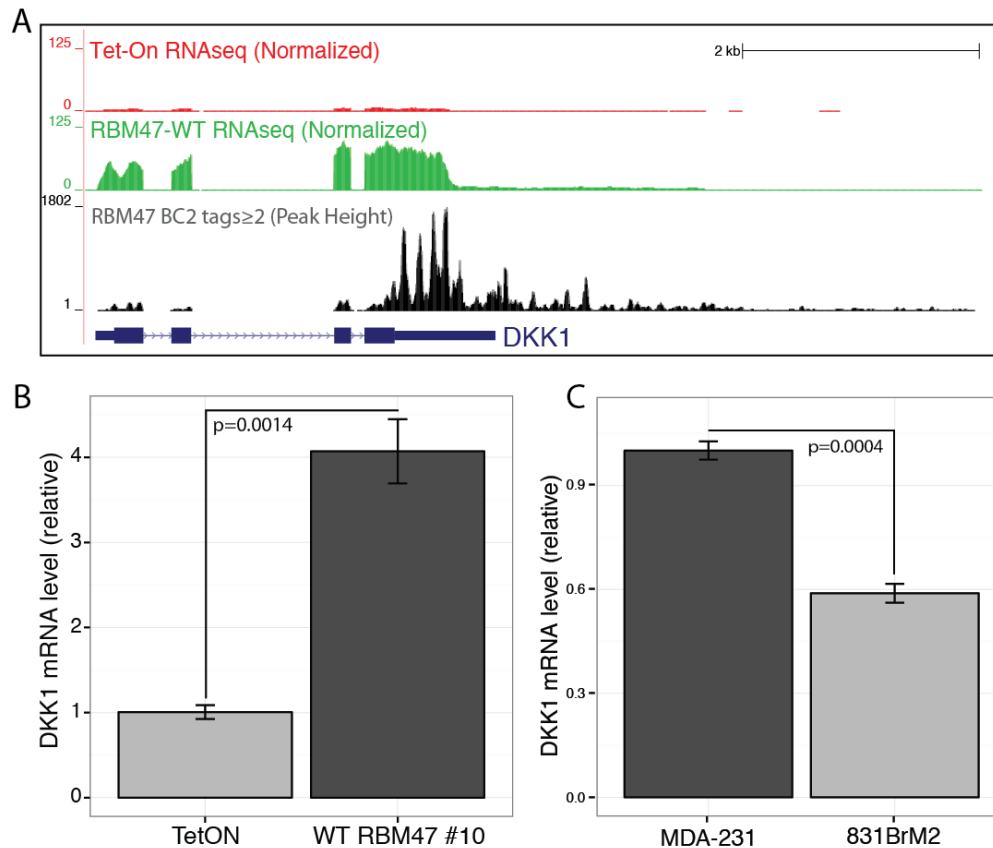 A
125
Tet-On RNAseq (Normalized)
2 kb
0
125
RBM47-WT RNAseq (Normalized)
0
1802
RBM47 BC2 tags≥2 (Peak Height)
1
DKK1
B
p=0.0014
4
3
2
1
0
DKK1 mRNA level (relative)
TetON
WT RBM47 #10
C
p=0.0004
0.9
0.6
0.3
0.0
DKK1 mRNA level (relative)
MDA-231
831BrM2